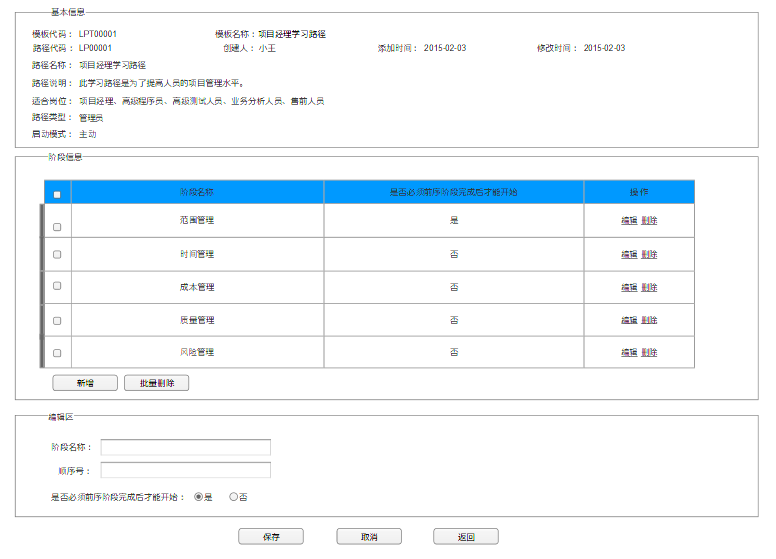 基本信息
模板代码： LPT00001 模板名称：项目经理学习路径
路径代码： LP00001 创建人： 小王 添加时间： 2015-02-03 修改时间： 2015-02-03
路径名称： 项目经理学习路径
路径说明： 此学习路径是为了提高人员的项目管理水平。
适合岗位： 项目经理、高级程序员、高级测试人员、业务分析人员、售前人员
路径类型： 管理员
启动模式： 主动
阶段信息
阶段名称 是否必须前序阶段完成后才能开始 操作
范围管理 是 编辑 删除
时间管理 否 编辑 删除
成本管理 否 编辑 删除
质量管理 否 编辑 删除
风险管理 否 编辑 删除
新增 批量删除
编辑区
阶段名称：
顺序号：
是否必须前序阶段完成后才能开始： 是 否
保存 取消 返回